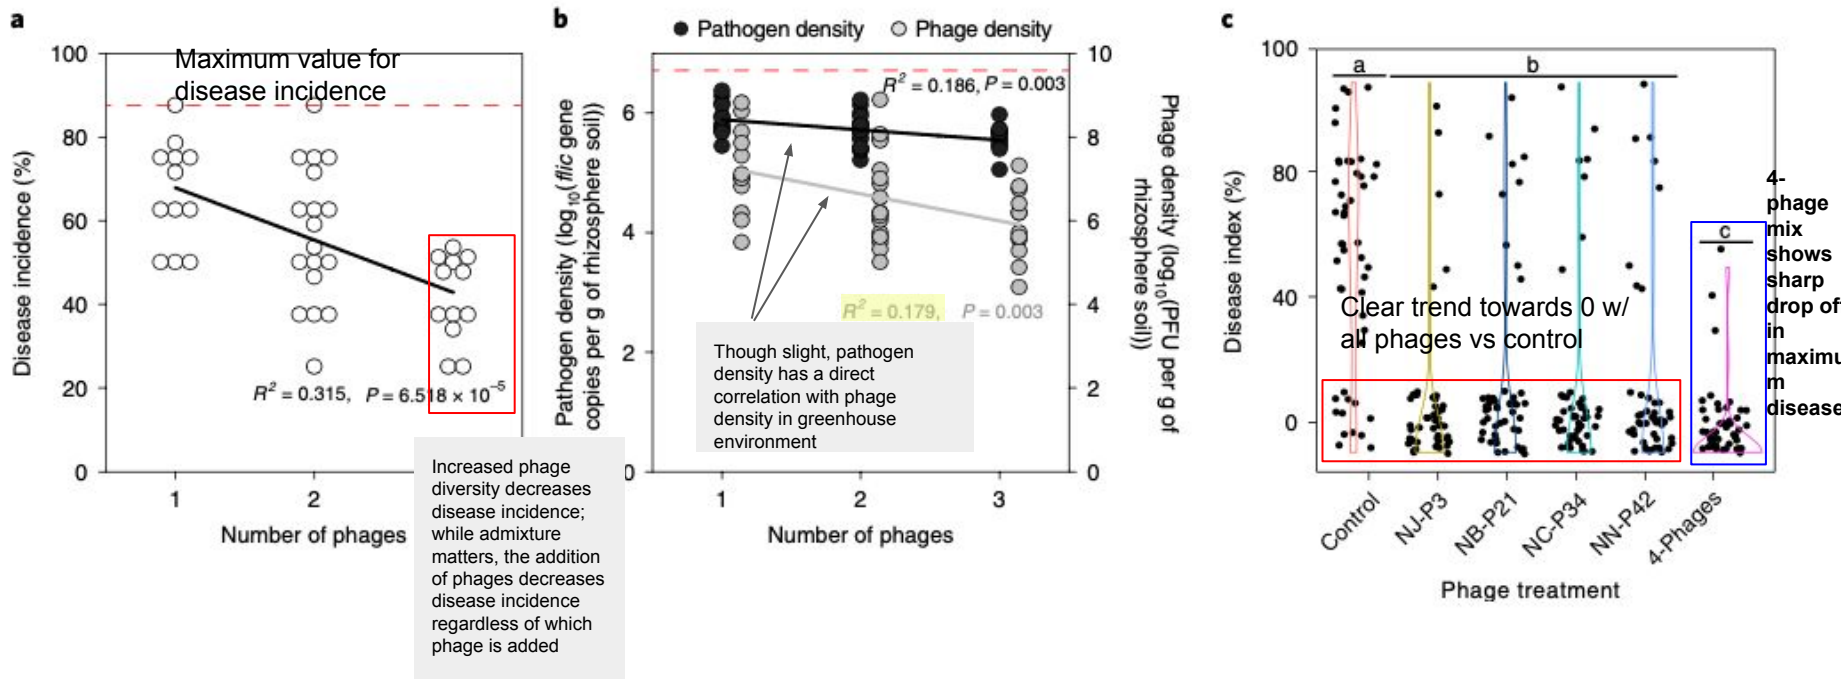 a
Maximum value for
disease incidence
100
80
60
40
20
0
Disease incidence (%)
R² = 0.315, P = 6.518 × 10⁻⁵
1
2
Number of phages
Increased phage
diversity decreases
disease incidence;
while admixture
matters, the addition
of phages decreases
disease incidence
regardless of which
phage is added
b
Pathogen density
Phage density
Pathogen density (log₁₀(flic gene
copies per g of rhizosphere soil))
6
4
2
0
R² = 0.186, P = 0.003
R² = 0.179, P = 0.003
Though slight, pathogen
density has a direct
correlation with phage
density in greenhouse
environment
10
8
6
4
2
0
Phage density (log₁₀(PFU per g of
rhizosphere soil))
1
2
3
Number of phages
c
100
80
40
0
Disease index (%)
a
b
c
Clear trend towards 0 w/
all phages vs control
4-
phage
mix
shows
sharp
drop off
in
maximu
m
disease
Control
NJ-P3
NB-P21
NC-P34
NN-P42
4-Phages
Phage treatment